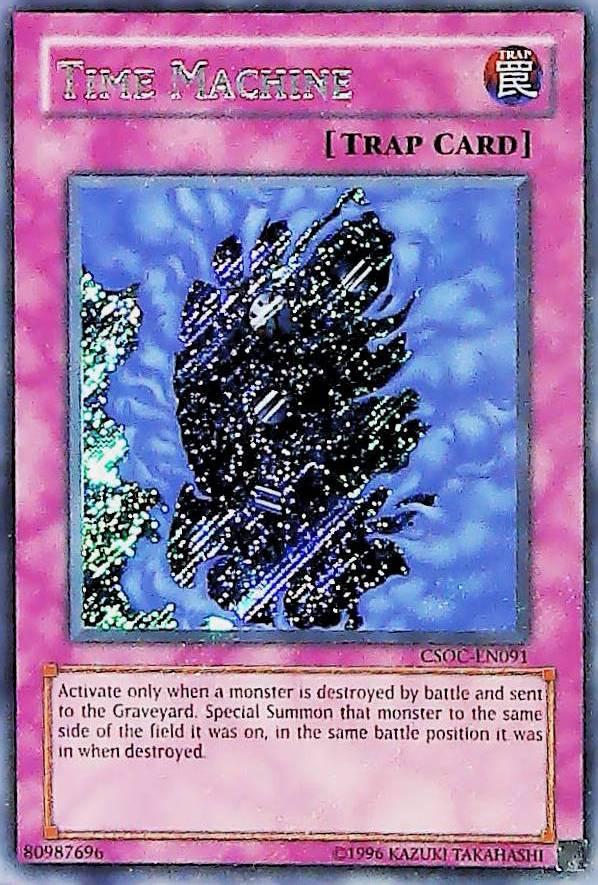 TIME MACHINE
TRAP
罠
[TRAP CARD]
CSOC-EN091
Activate only when a monster is destroyed by battle and sent
to the Graveyard. Special Summon that monster to the same
side of the field it was on, in the same battle position it was
in when destroyed.
80987696
©1996 KAZUKI TAKAHASHI